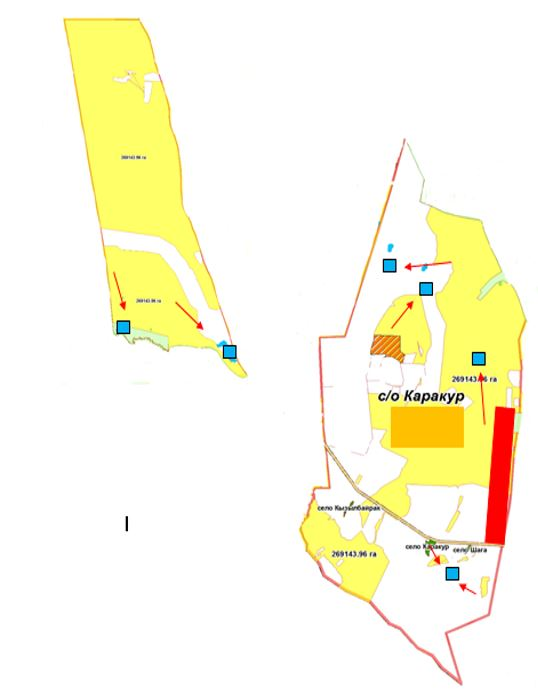 269143.96 га
269143.96 га
269143.96 га
с/о Каракур
село Кызылбайрак
село Каракур
село Шага
269143.96 га